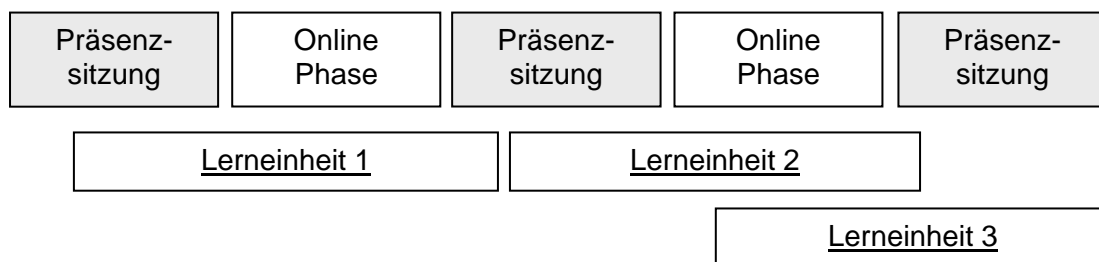 Präsenz-
sitzung
Online
Phase
Präsenz-
sitzung
Online
Phase
Präsenz-
sitzung
Lerneinheit 1
Lerneinheit 2
Lerneinheit 3